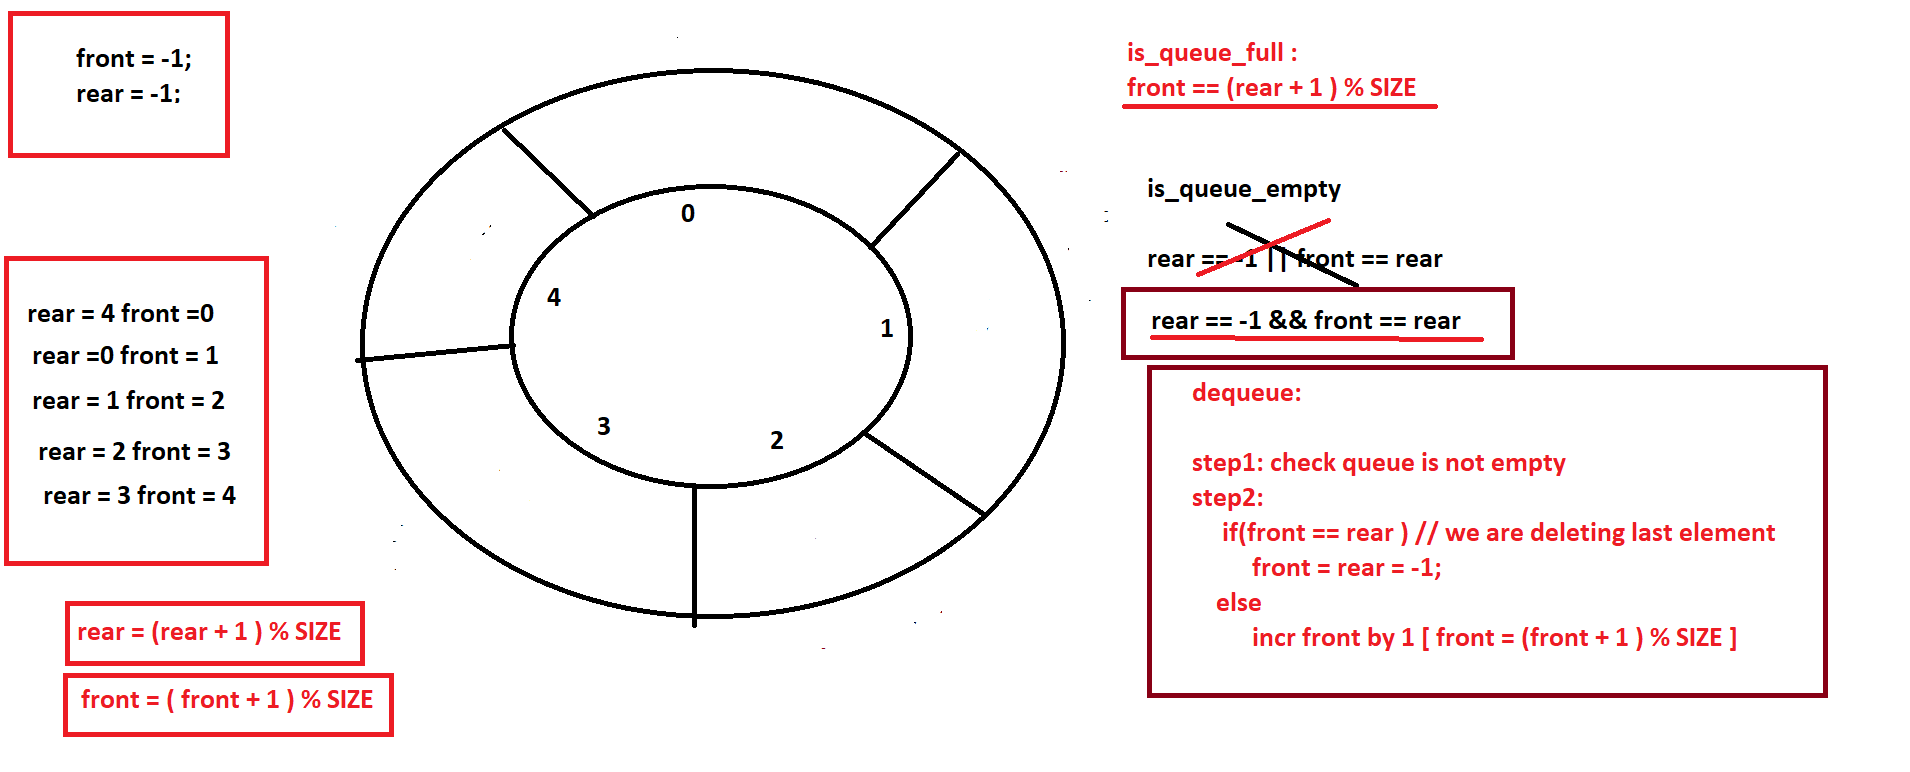 front = -1;
rear = -1;
rear = 4 front =0
rear =0 front = 1
rear = 1 front = 2
rear = 2 front = 3
rear = 3 front = 4
rear = (rear + 1 ) % SIZE
front = ( front + 1 ) % SIZE
0
1
2
3
4
is_queue_full :
front == (rear + 1 ) % SIZE
is_queue_empty
rear == -1 || front == rear
rear == -1 && front == rear
dequeue:
step1: check queue is not empty
step2:
if(front == rear ) // we are deleting last element
front = rear = -1;
else
incr front by 1 [ front = (front + 1 ) % SIZE ]